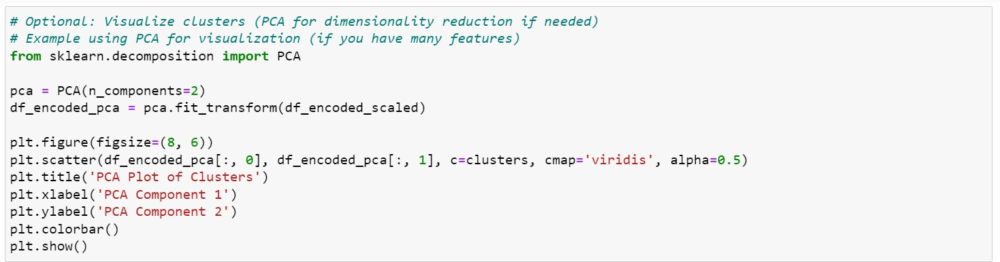 # Optional: Visualize clusters (PCA for dimensionality reduction if needed)
# Example using PCA for visualization (if you have many features)
from sklearn.decomposition import PCA
pca = PCA(n_components=2)
df_encoded_pca = pca.fit_transform(df_encoded_scaled)
plt.figure(figsize=(8, 6))
plt.scatter(df_encoded_pca[:, 0], df_encoded_pca[:, 1], c=clusters, cmap='viridis', alpha=0.5)
plt.title('PCA Plot of Clusters')
plt.xlabel('PCA Component 1')
plt.ylabel('PCA Component 2')
plt.colorbar()
plt.show()